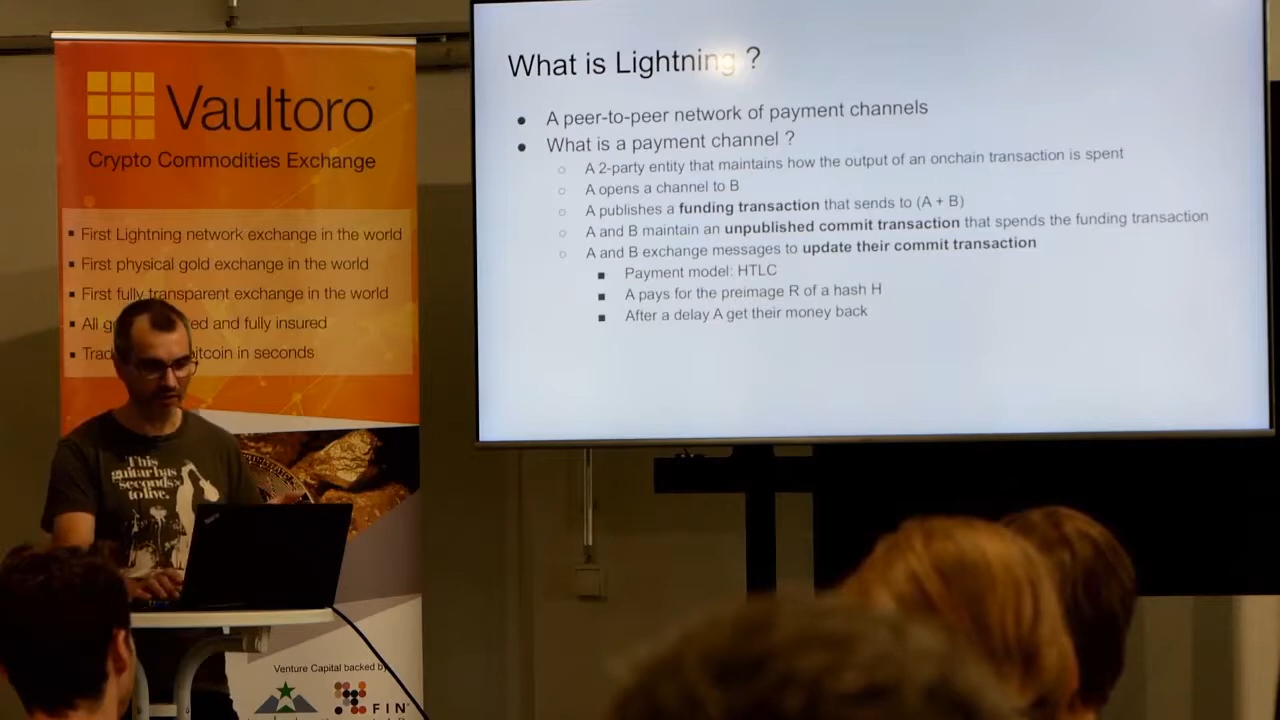 Vaultoro
Crypto Commodities Exchange
▪ First Lightning network exchange in the world
▪ First physical gold exchange in the world
▪ First fully transparent exchange in the world
▪ All ed and fully insured
▪ itcoin in seconds
This
guitar has
seconds
to live.
Venture Capital backed
FIN
What is Lightning ?
● A peer-to-peer network of payment channels
● What is a payment channel ?
○ A 2-party entity that maintains how the output of an onchain transaction is spent
○ A opens a channel to B
○ A publishes a funding transaction that sends to (A + B)
○ A and B maintain an unpublished commit transaction that spends the funding transaction
○ A and B exchange messages to update their commit transaction
■ Payment model: HTLC
■ A pays for the preimage R of a hash H
■ After a delay A get their money back